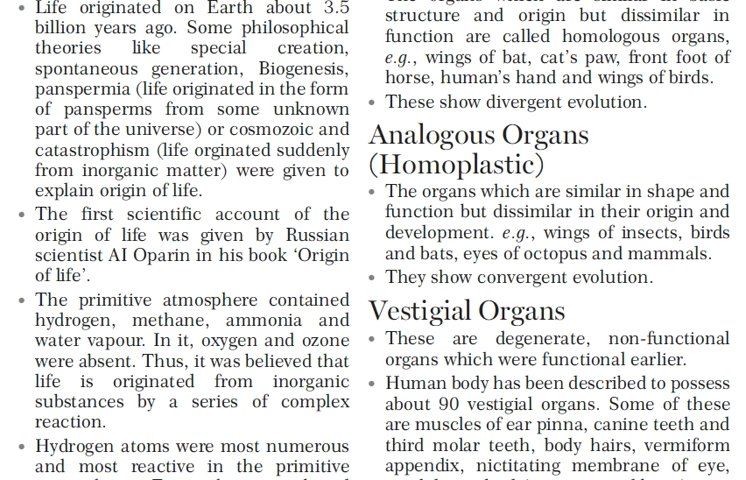 Life originated on Earth about 3.5
billion years ago. Some philosophical
theories like special creation,
spontaneous generation, Biogenesis,
panspermia (life originated in the form
of pansperms from some unknown
part of the universe) or cosmozoic and
catastrophism (life orginated suddenly
from inorganic matter) were given to
explain origin of life.
The first scientific account of the
origin of life was given by Russian
scientist AI Oparin in his book ‘Origin
of life’.
The primitive atmosphere contained
hydrogen, methane, ammonia and
water vapour. In it, oxygen and ozone
were absent. Thus, it was believed that
life is originated from inorganic
substances by a series of complex
reaction.
Hydrogen atoms were most numerous
and most reactive in the primitive
structure and origin but dissimilar in
function are called homologous organs,
e.g., wings of bat, cat’s paw, front foot of
horse, human’s hand and wings of birds.
These show divergent evolution.
Analogous Organs
(Homoplastic)
The organs which are similar in shape and
function but dissimilar in their origin and
development. e.g., wings of insects, birds
and bats, eyes of octopus and mammals.
They show convergent evolution.
Vestigial Organs
These are degenerate, non-functional
organs which were functional earlier.
Human body has been described to possess
about 90 vestigial organs. Some of these
are muscles of ear pinna, canine teeth and
third molar teeth, body hairs, vermiform
appendix, nictitating membrane of eye,